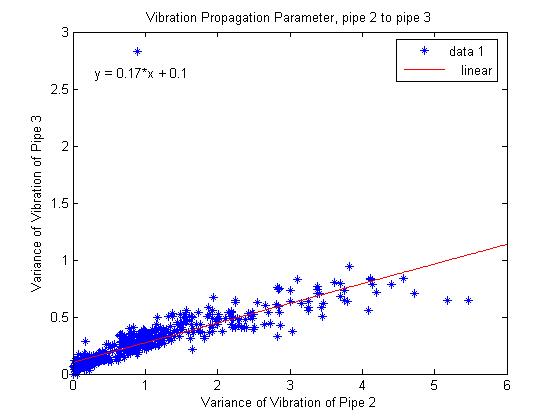 Vibration Propagation Parameter, pipe 2 to pipe 3
3
2.5
2
1.5
1
0.5
0
y = 0.17*x + 0.1
data 1
linear
Variance of Vibration of Pipe 3
0 1 2 3 4 5 6
Variance of Vibration of Pipe 2